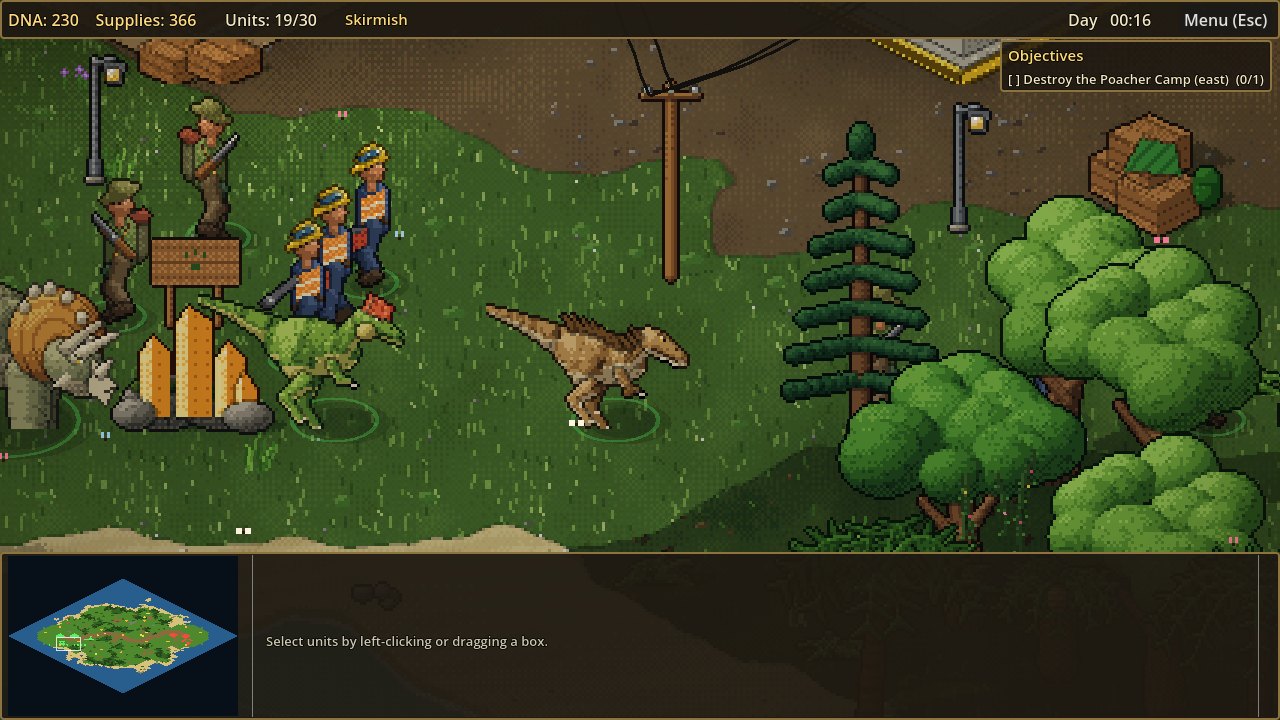 DNA: 230 Supplies: 366 Units: 19/30 Skirmish Day 00:16 Menu (Esc)
Objectives
[ ] Destroy the Poacher Camp (east) (0/1)
Select units by left-clicking or dragging a box.